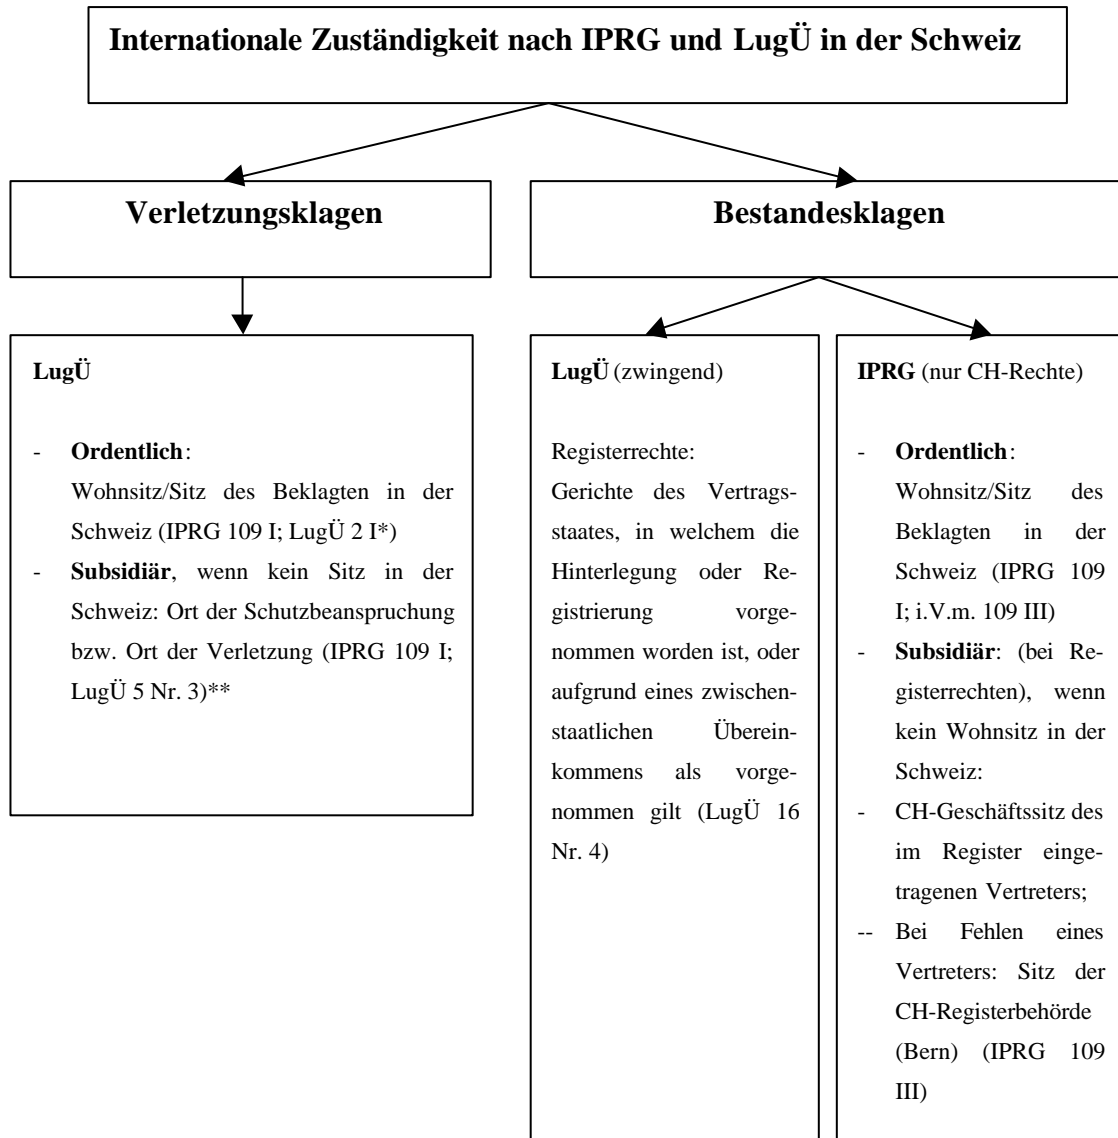 Internationale Zuständigkeit nach IPRG und LugÜ in der Schweiz
Verletzungsklagen
Bestandesklagen
LugÜ
- Ordentlich:
Wohnsitz/Sitz des Beklagten in der
Schweiz (IPRG 109 I; LugÜ 2 I*)
- Subsidiär, wenn kein Sitz in der
Schweiz: Ort der Schutzbeanspruchung
bzw. Ort der Verletzung (IPRG 109 I;
LugÜ 5 Nr. 3)**
LugÜ (zwingend)
Registerrechte:
Gerichte des Vertrags-
staates, in welchem die
Hinterlegung oder Re-
gistrierung vorge-
nommen worden ist, oder
aufgrund eines zwischen-
staatlichen Überein-
kommens als vorge-
nommen gilt (LugÜ 16
Nr. 4)
IPRG (nur CH-Rechte)
- Ordentlich:
Wohnsitz/Sitz des
Beklagten in der
Schweiz (IPRG 109
I; i.V.m. 109 III)
- Subsidiär: (bei Re-
gisterrechten), wenn
kein Wohnsitz in der
Schweiz:
- CH-Geschäftssitz des
im Register einge-
tragenen Vertreters;
-- Bei Fehlen eines
Vertreters: Sitz der
CH-Registerbehörde
(Bern) (IPRG 109
III)